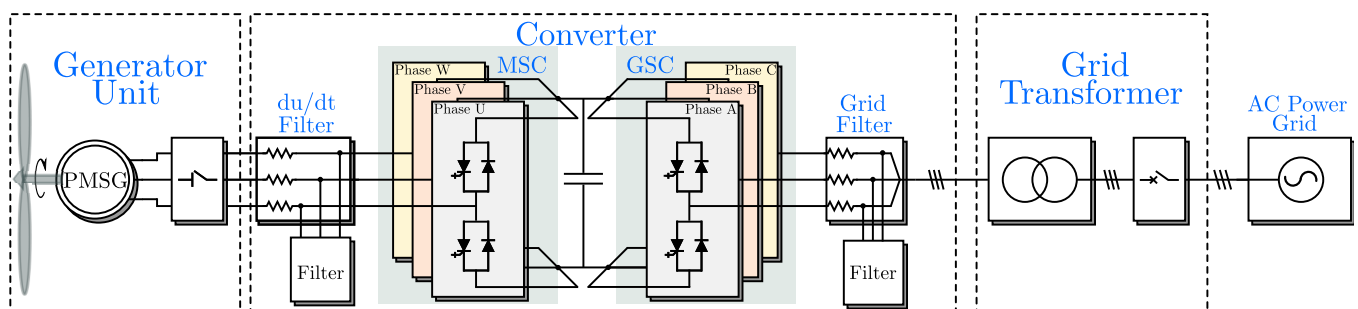 Generator
Unit
PMSG
Converter
du/dt
Filter
Filter
MSC
Phase W
Phase V
Phase U
GSC
Phase C
Phase B
Phase A
Grid
Filter
Filter
Grid
Transformer
AC Power
Grid